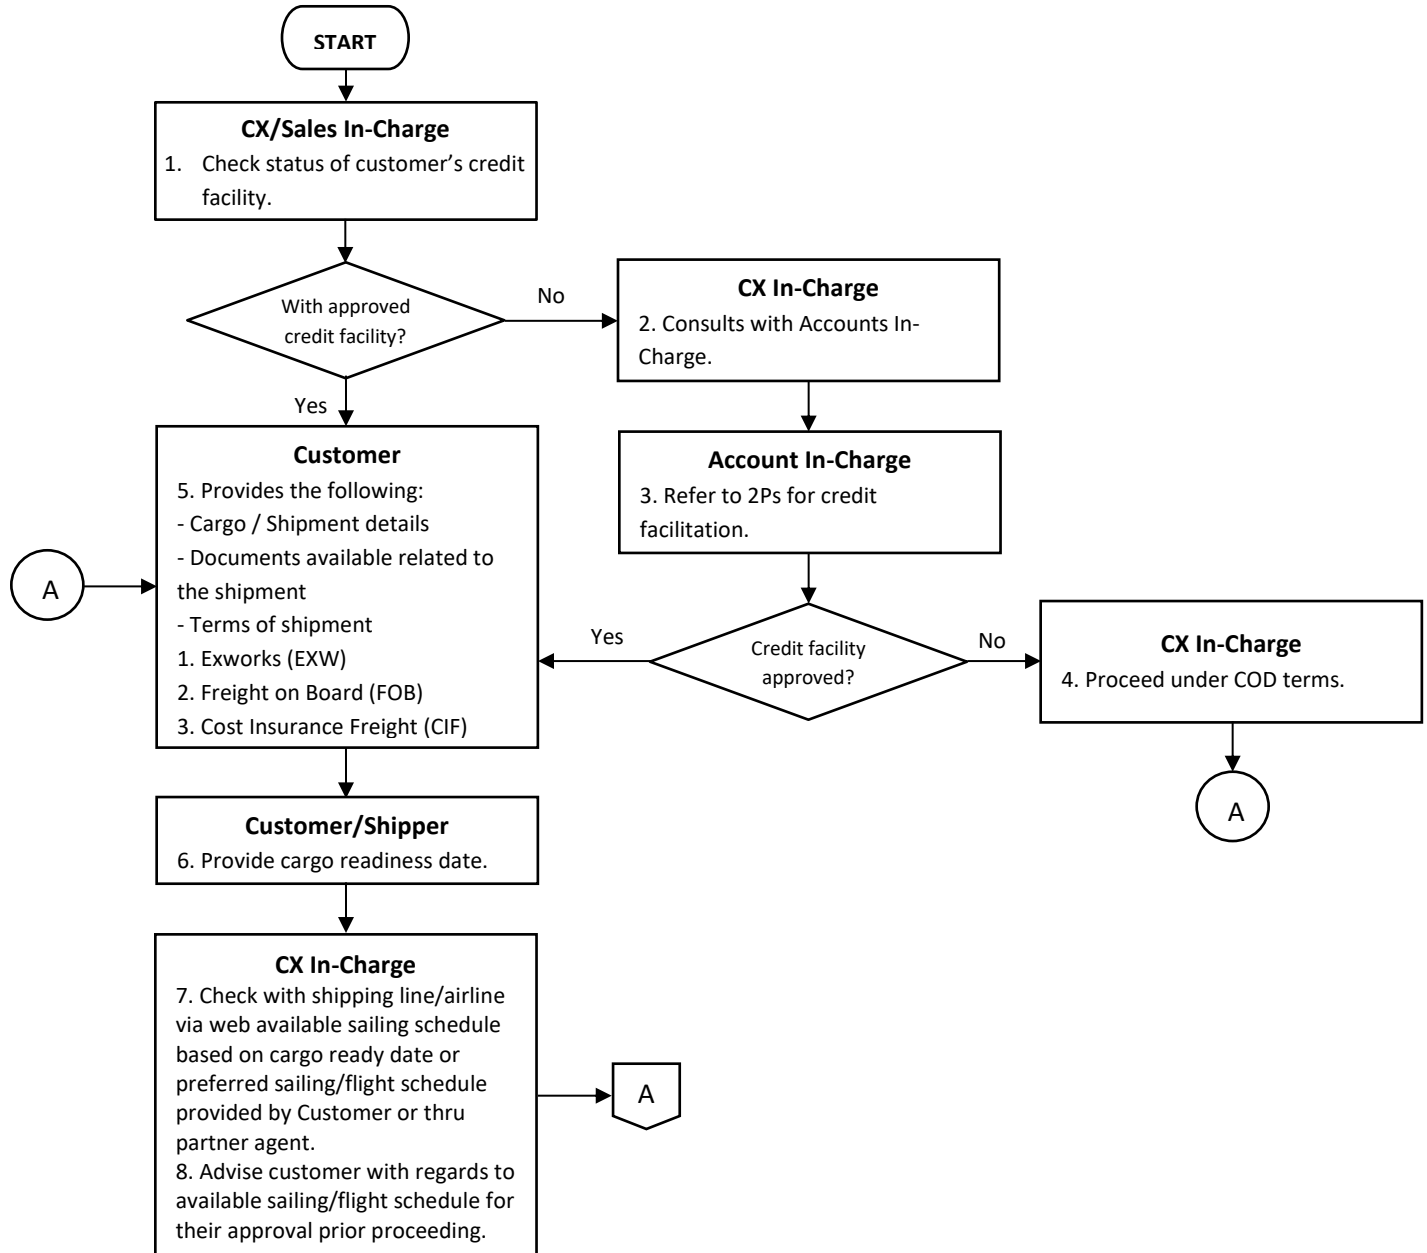 START
CX/Sales In-Charge
1. Check status of customer’s credit
facility.
With approved
credit facility?
No
Yes
CX In-Charge
2. Consults with Accounts In-
Charge.
Account In-Charge
3. Refer to 2Ps for credit
facilitation.
Credit facility
approved?
Yes
No
CX In-Charge
4. Proceed under COD terms.
A
A
Customer
5. Provides the following:
- Cargo / Shipment details
- Documents available related to
the shipment
- Terms of shipment
1. Exworks (EXW)
2. Freight on Board (FOB)
3. Cost Insurance Freight (CIF)
Customer/Shipper
6. Provide cargo readiness date.
CX In-Charge
7. Check with shipping line/airline
via web available sailing schedule
based on cargo ready date or
preferred sailing/flight schedule
provided by Customer or thru
partner agent.
8. Advise customer with regards to
available sailing/flight schedule for
their approval prior proceeding.
A